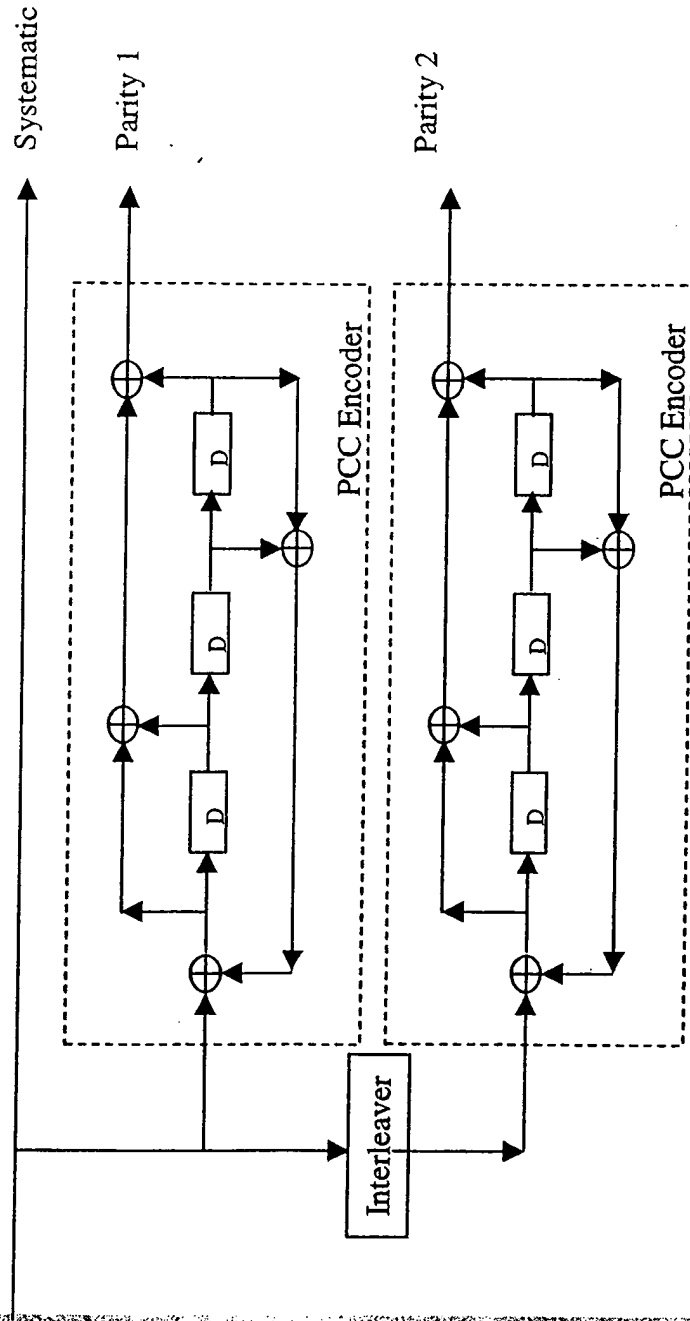 Systematic
Parity 1
D
D
D
PCC Encoder
Interleaver
Parity 2
D
D
D
PCC Encoder